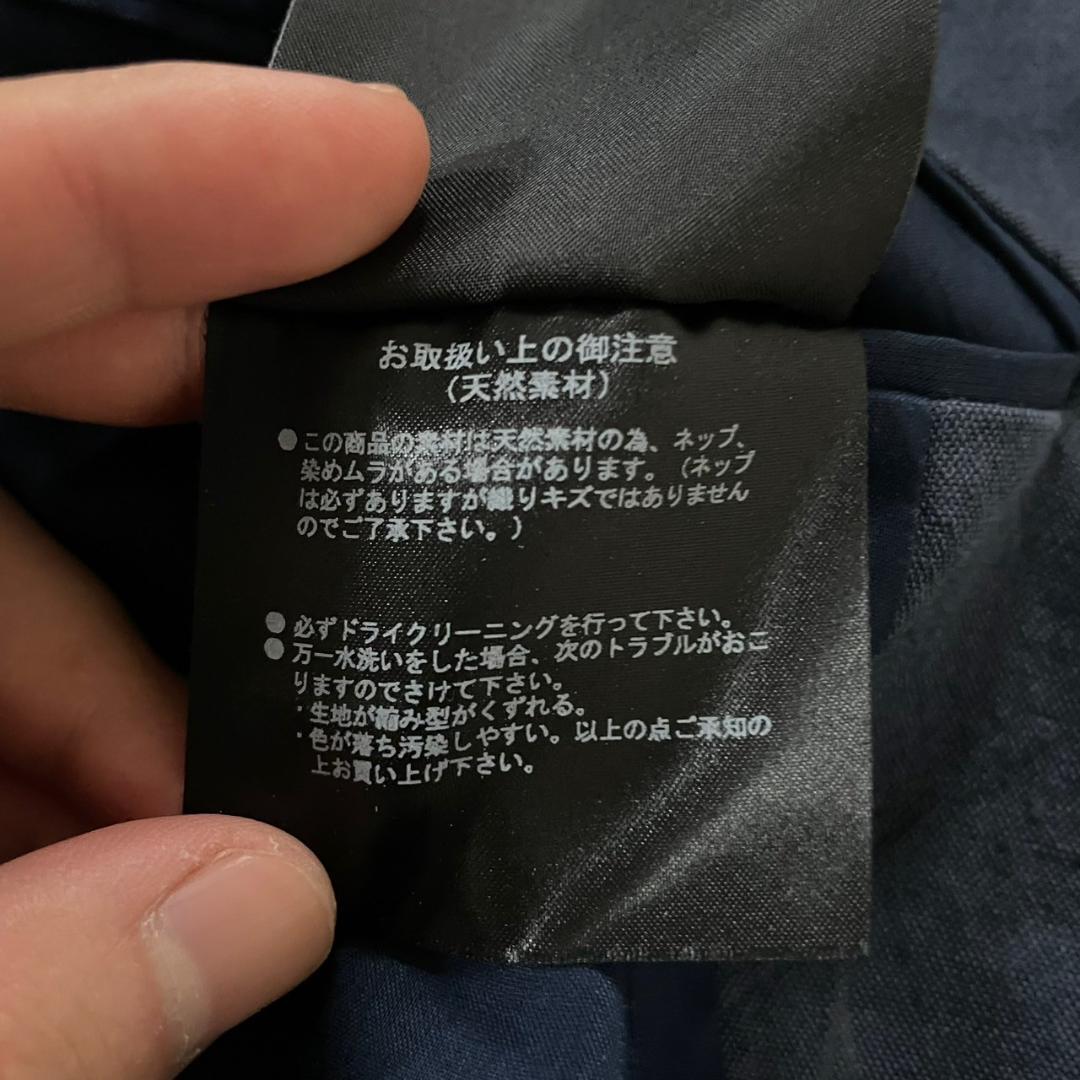 お取扱い上の御注意
(天然素材)
●この商品の素材は天然素材の為、ネップ、
染めムラがある場合があります。(ネップ
は必ずありますが織りキズではありません
のでご了承下さい。)
●必ずドライクリーニングを行って下さい。
●万一水洗いをした場合、次のトラブルがおこ
りますのでさけて下さい。
・生地が縮み型がくずれる。
・色が落ち汚染しやすい。以上の点ご承知の
上お買い上げ下さい。